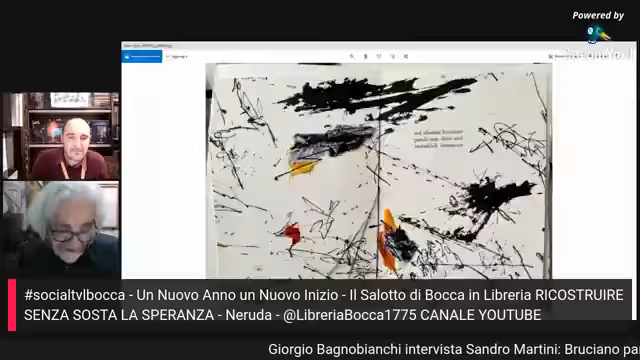 Powered by
StreamYard
#socialtvlbocca - Un Nuovo Anno un Nuovo Inizio - Il Salotto di Bocca in Libreria RICOSTRUIRE
SENZA SOSTA LA SPERANZA - Neruda - @LibreriaBocca1775 CANALE YOUTUBE
Giorgio Bagnobianchi intervista Sandro Martini: Bruciano pa